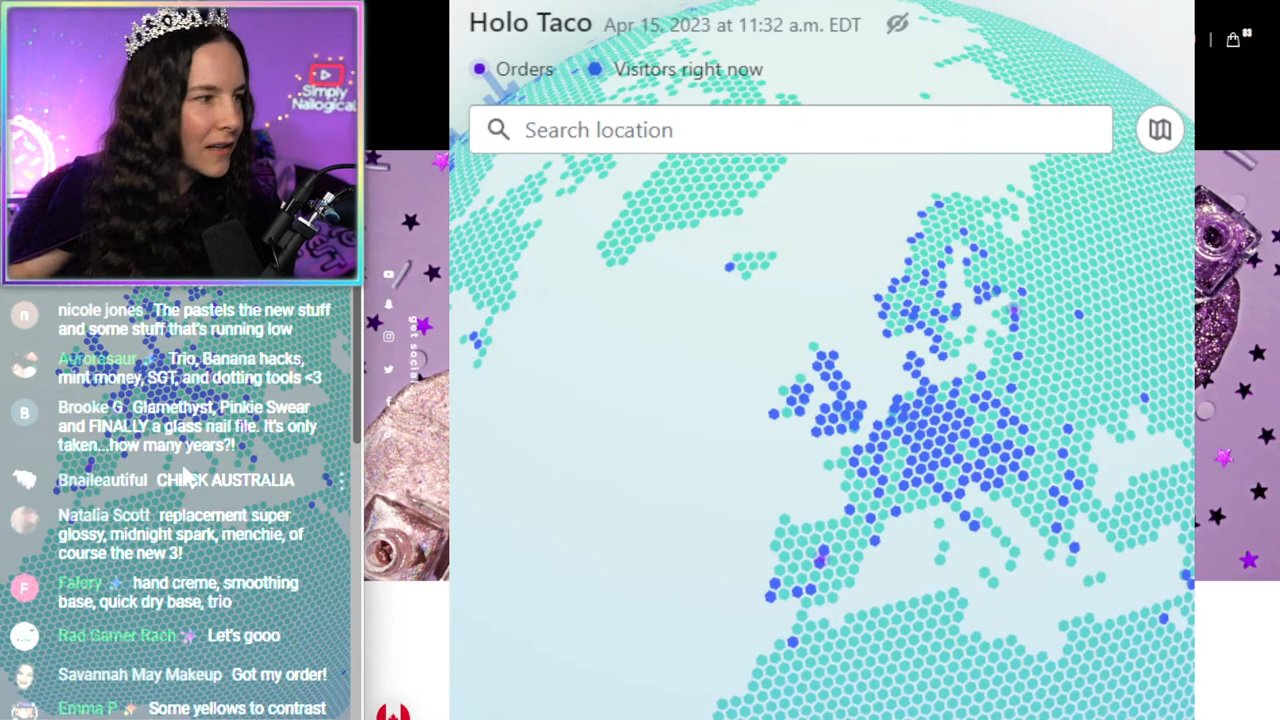 Holo Taco Apr 15, 2023 at 11:32 a.m. EDT
Orders Visitors right now
Search location
83
Simply
Nailogical
get social
nicole jones The pastels the new stuff
and some stuff that's running low
Aurorasaur Trio, Banana hacks,
mint money, SGT, and dotting tools <3
B
Brooke G Glamethyst, Pinkie Swear
and FINALLY a glass nail file. It's only
taken...how many years?!
Bnaileautiful CHECK AUSTRALIA
Natalia Scott replacement super
glossy, midnight spark, menchie, of
course the new 3!
F
Falory hand creme, smoothing
base, quick dry base, trio
Rad Gamer Rach Let's gooo
Savannah May Makeup Got my order!
Emma P Some yellows to contrast